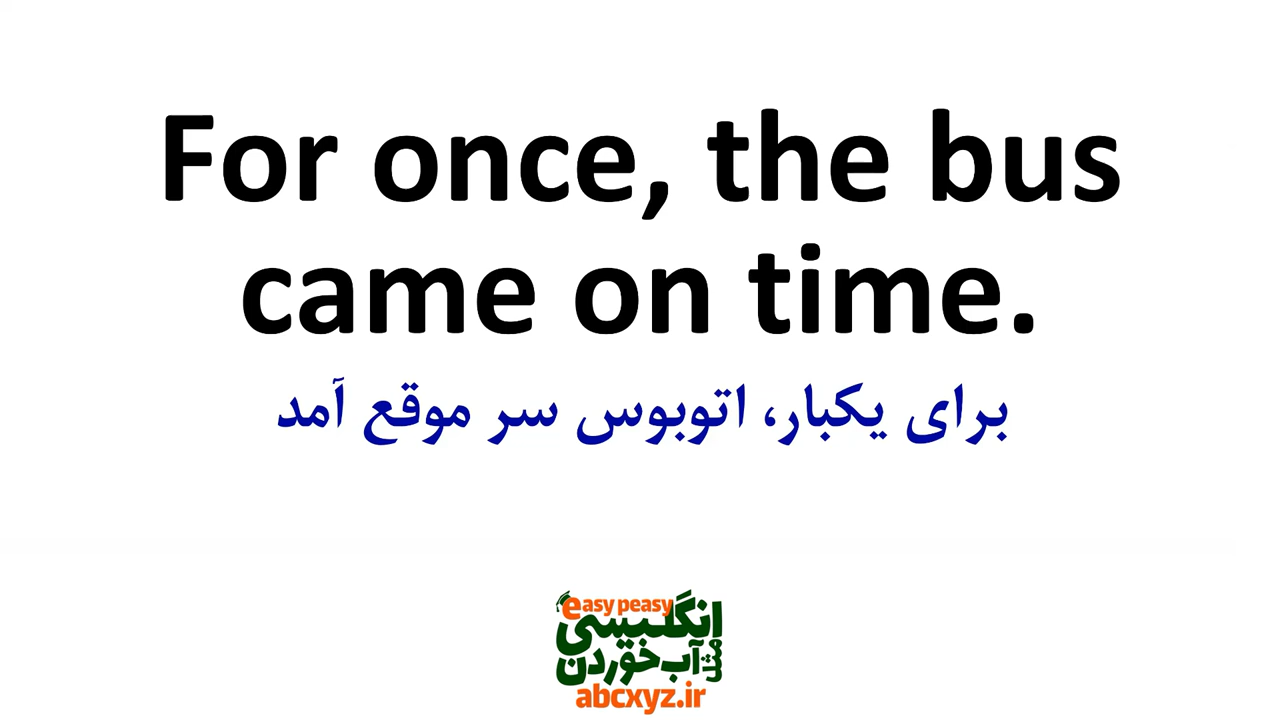 For once, the bus
came on time.
برای یکبار، اتوبوس سر موقع آمد
easy peasy
انگلیسی
مثل آب خوردن
abcxyz.ir